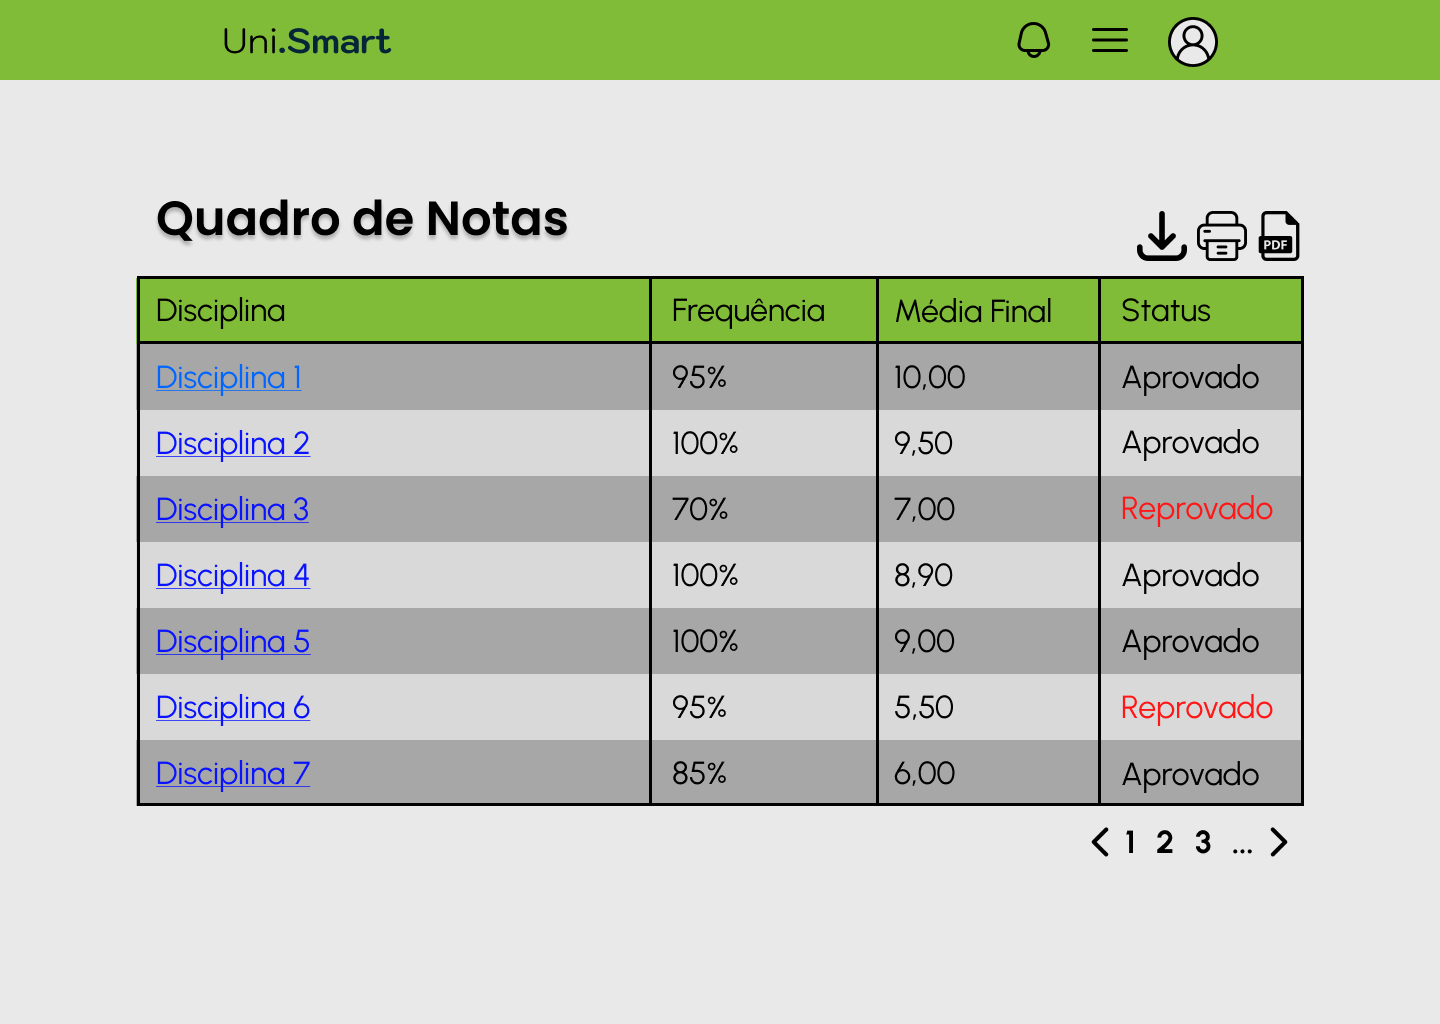 Uni.Smart
Quadro de Notas
PDF
Disciplina Frequência Média Final Status
Disciplina 1 95% 10,00 Aprovado
Disciplina 2 100% 9,50 Aprovado
Disciplina 3 70% 7,00 Reprovado
Disciplina 4 100% 8,90 Aprovado
Disciplina 5 100% 9,00 Aprovado
Disciplina 6 95% 5,50 Reprovado
Disciplina 7 85% 6,00 Aprovado
1 2 3 ...